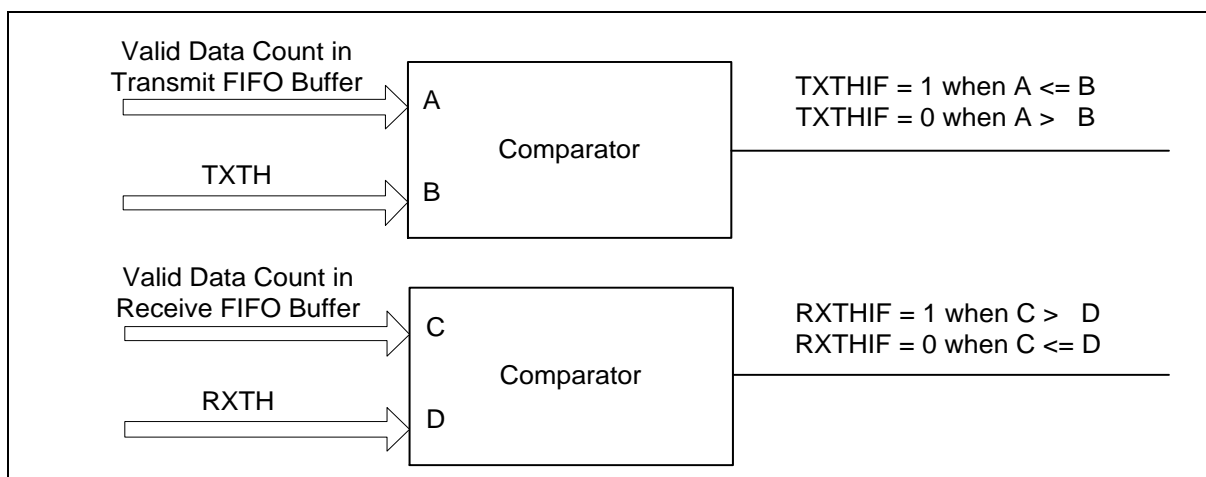 Valid Data Count in
Transmit FIFO Buffer
A
TXTH
B
Comparator
TXTHIF = 1 when A <= B
TXTHIF = 0 when A > B
Valid Data Count in
Receive FIFO Buffer
C
RXTH
D
Comparator
RXTHIF = 1 when C > D
RXTHIF = 0 when C <= D